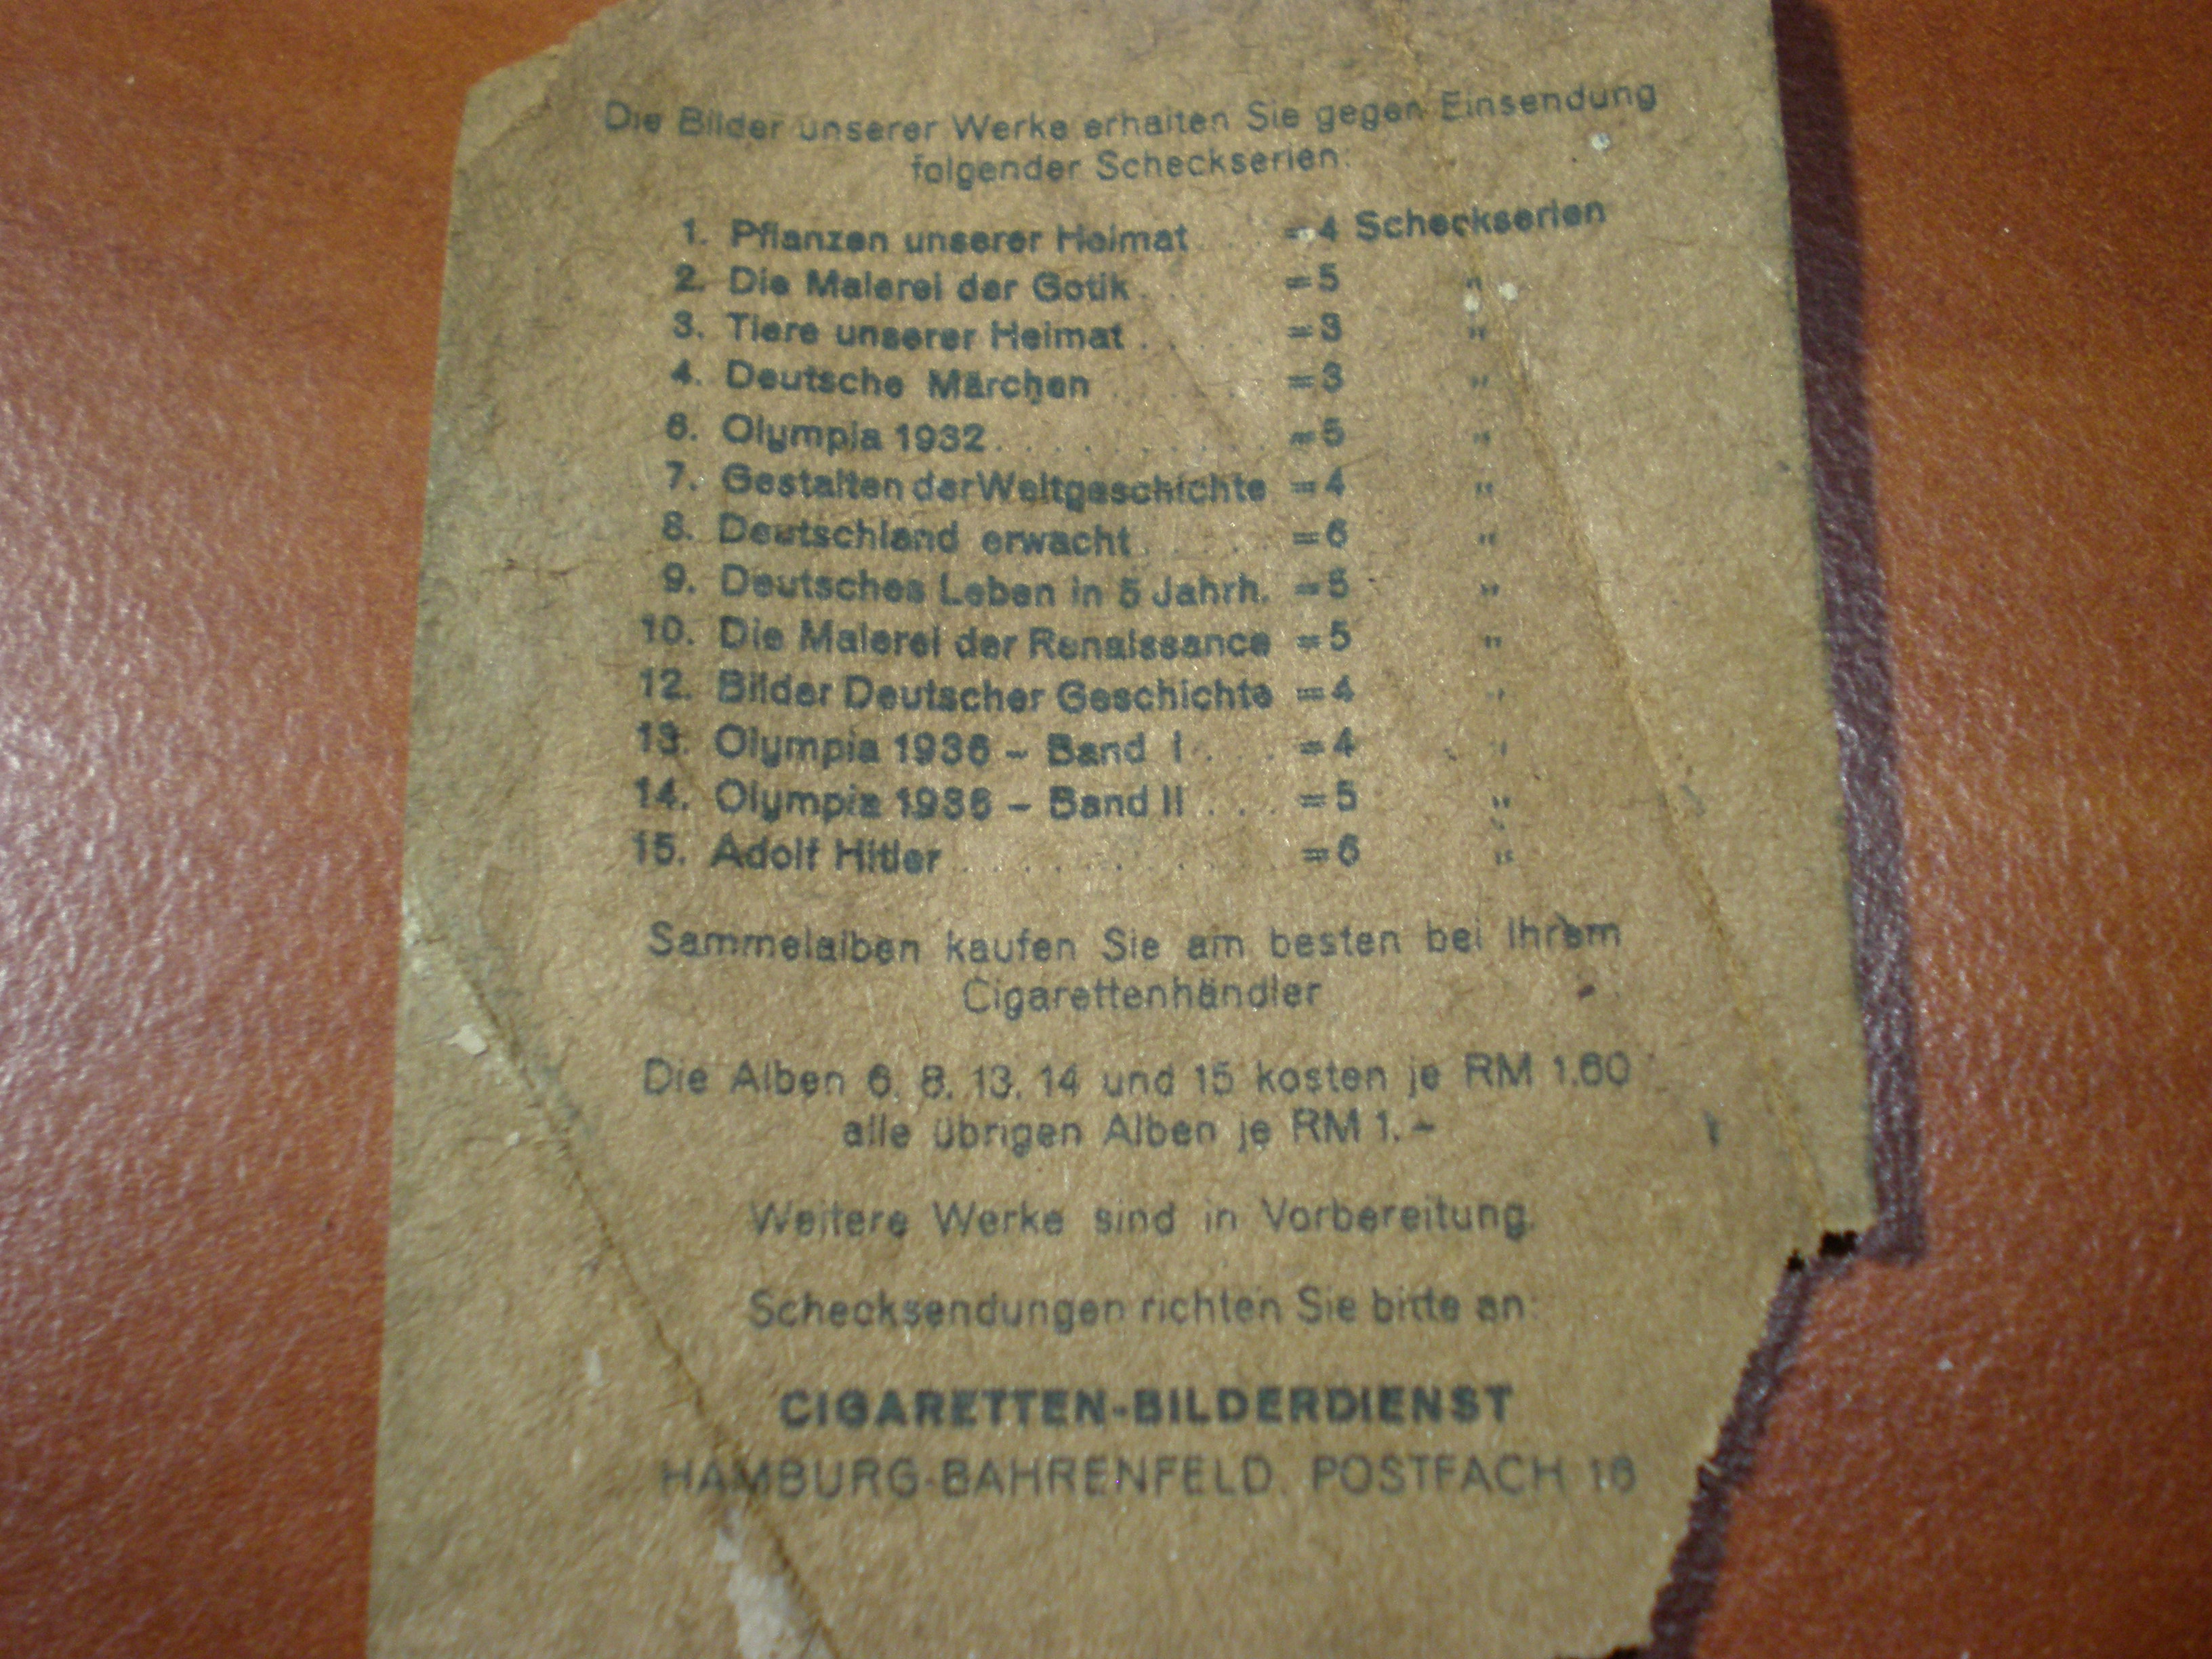 Die Bilder unserer Werke erhalten Sie gegen Einsendung
folgender Scheckserien:
1. Pflanzen unserer Heimat . . . = 4 Scheckserien
2. Die Malerei der Gotik . . . = 5 "
3. Tiere unserer Heimat . . . = 3 "
4. Deutsche Märchen . . . . = 3 "
6. Olympia 1932 . . . . . . . = 5 "
7. Gestalten der Weltgeschichte = 4 "
8. Deutschland erwacht . . . = 6 "
9. Deutsches Leben in 5 Jahrh. = 5 "
10. Die Malerei der Renaissance = 5 "
12. Bilder Deutscher Geschichte = 4 "
13. Olympia 1936 – Band I . . . = 4 "
14. Olympia 1936 – Band II . . . = 5 "
15. Adolf Hitler . . . . . . . = 6 "
Sammelalben kaufen Sie am besten bei Ihrem
Cigarettenhändler
Die Alben 6, 8, 13, 14 und 15 kosten je RM 1.60
alle übrigen Alben je RM 1.–
Weitere Werke sind in Vorbereitung.
Schecksendungen richten Sie bitte an:
CIGARETTEN-BILDERDIENST
HAMBURG-BAHRENFELD, POSTFACH 16